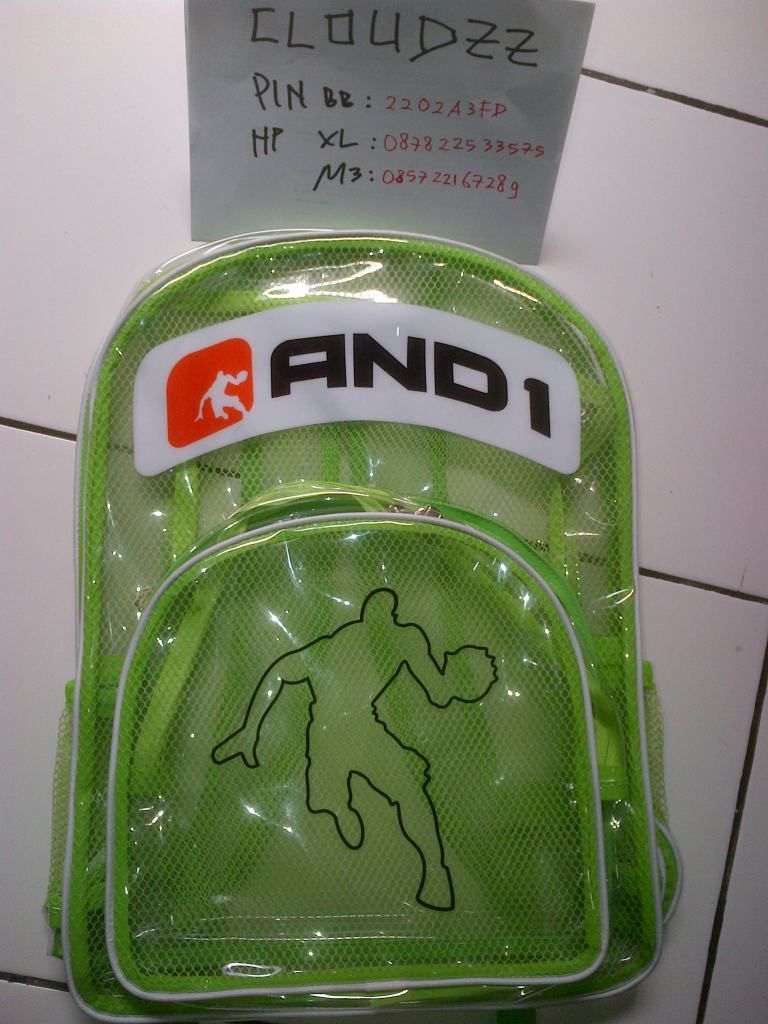 CLOUDZZ
PIN BB : 2202A3FD
HP XL : 087822533575
M3 : 085722167289
AND1